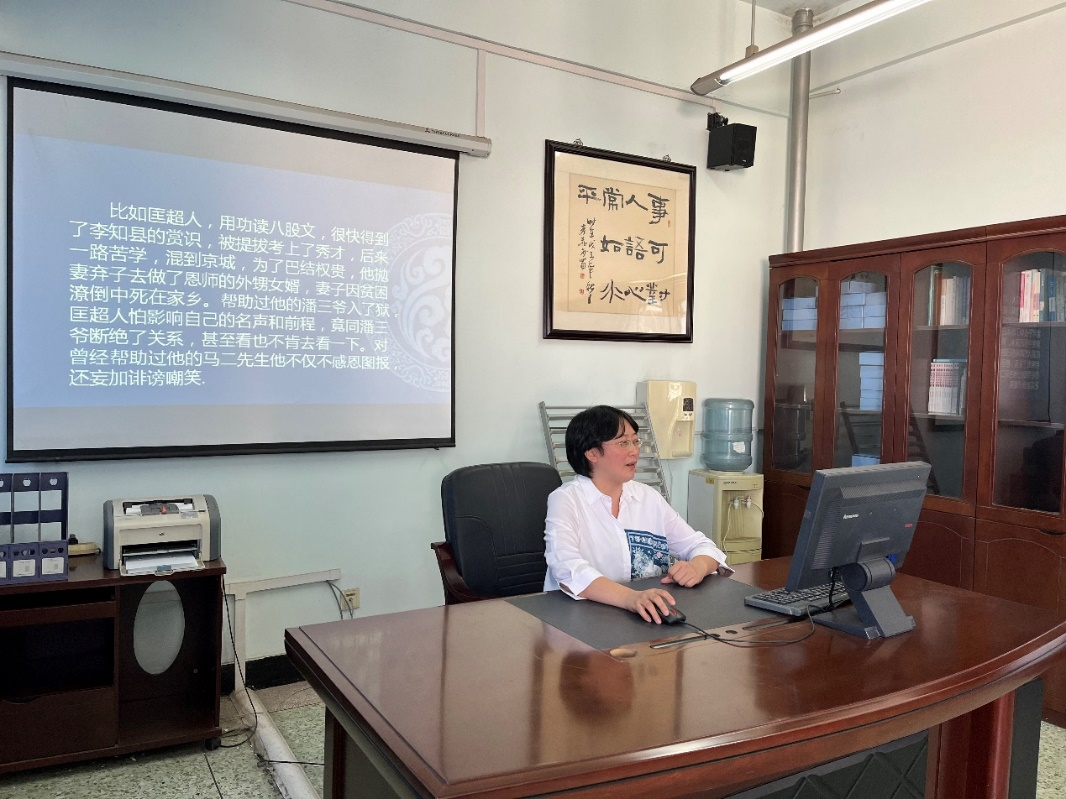 比如匡超人，用功读八股文，很快得到
了李知县的赏识，被提拔考上了秀才，后来
一路苦学，混到京城，为了巴结权贵，他抛
妻弃子去做了恩师的外甥女婿，妻子因贫困
潦倒中死在家乡。帮助过他的潘三爷入了狱，
匡超人怕影响自己的名声和前程，竟同潘三
爷断绝了关系，甚至看也不肯去看一下。对
曾经帮助过他的马二先生他不仅不感恩图报
还妄加诽谤嘲笑.
事可對
人語心
常如水
平
lenovo